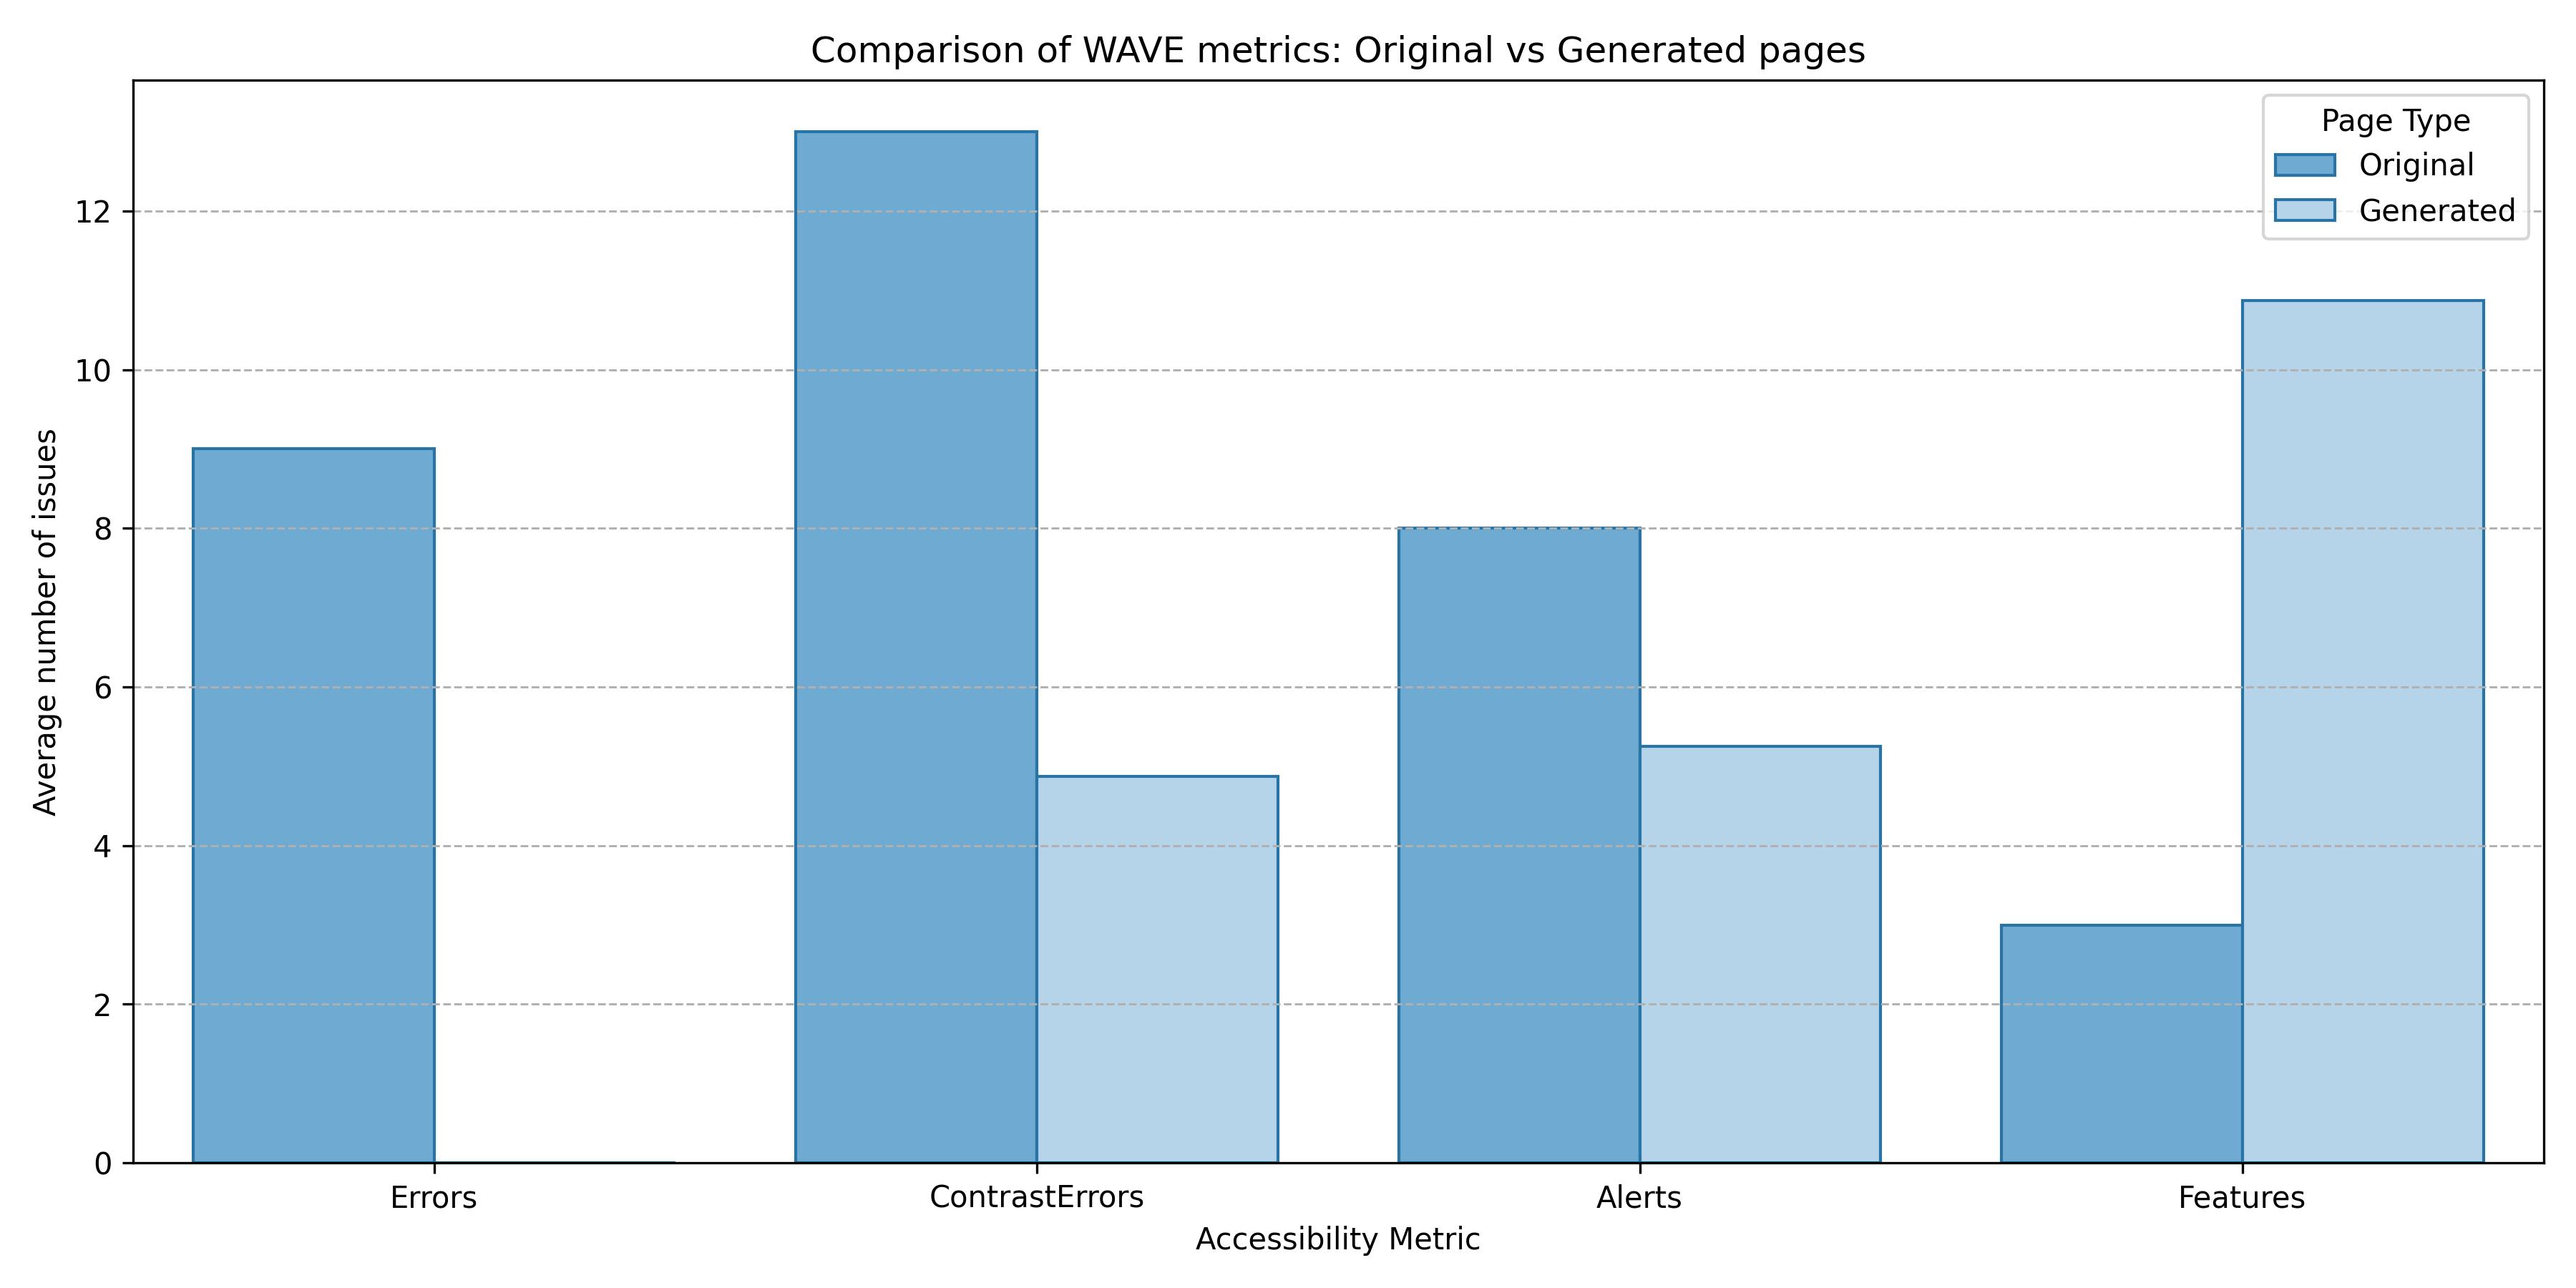 Comparison of WAVE metrics: Original vs Generated pages
Page Type
Original
Generated
Average number of issues
12
10
8
6
4
2
0
Errors
ContrastErrors
Alerts
Features
Accessibility Metric